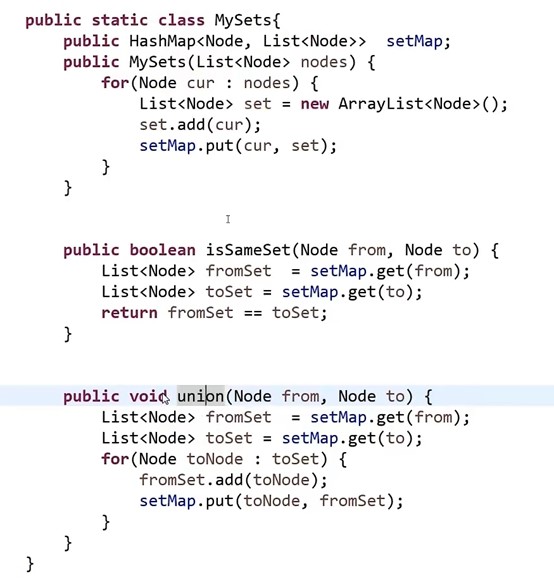 public static class MySets{
    public HashMap<Node, List<Node>>  setMap;
    public MySets(List<Node> nodes) {
        for(Node cur : nodes) {
            List<Node> set = new ArrayList<Node>();
            set.add(cur);
            setMap.put(cur, set);
        }
    }
    public boolean isSameSet(Node from, Node to) {
        List<Node> fromSet  = setMap.get(from);
        List<Node> toSet = setMap.get(to);
        return fromSet == toSet;
    }
    public void union(Node from, Node to) {
        List<Node> fromSet  = setMap.get(from);
        List<Node> toSet = setMap.get(to);
        for(Node toNode : toSet) {
            fromSet.add(toNode);
            setMap.put(toNode, fromSet);
        }
    }
}